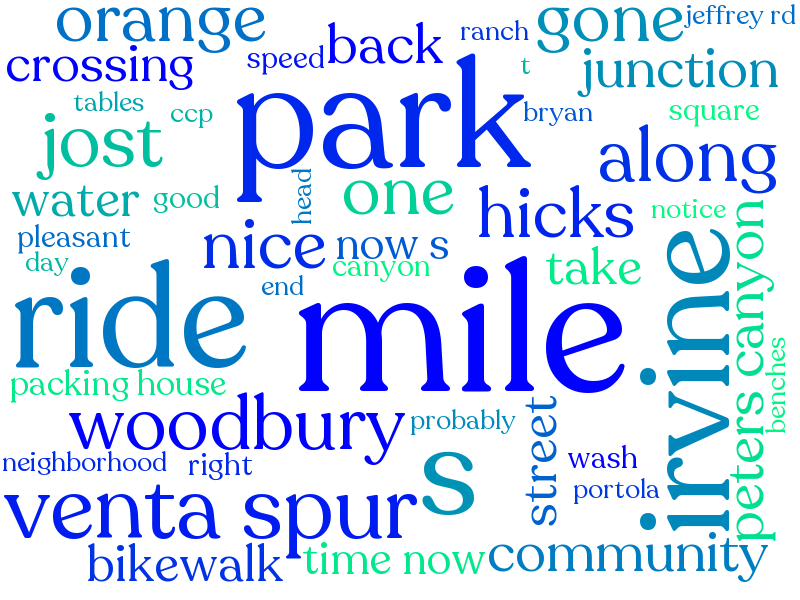 orange
gone
jeffrey rd
crossing
speed
back
ranch
t
junction
tables
ccp
park
bryan
square
jost
along
water
good
head
one
hicks
notice
pleasant
nice
now s
day
canyon
take
end
ride
mile
irvine
peters canyon
packing house
benches
woodbury
probably
street
neighborhood
right
s
wash
portola
venta spur
bikewalk
time now
community